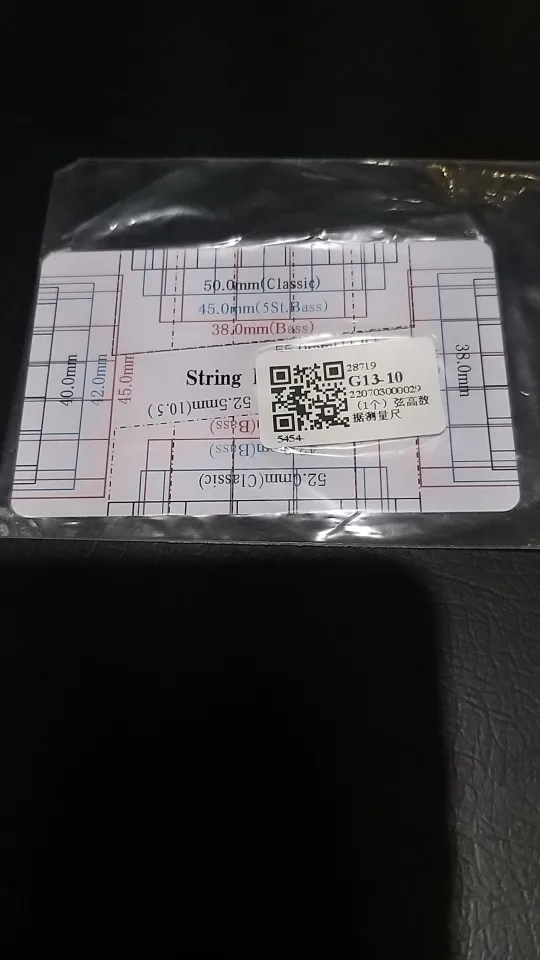 50.0mm(Classic)
45.0mm(5St.Bass)
38.0mm(Bass)
40.0mm
42.0mm
45.0mm
38.0mm
String
52.5mm(10.5)
(Bass)
(Bass)
52.0mm(Classic)
28719
G13-10
220703000029
（1个）弦高数
据测量尺
5454